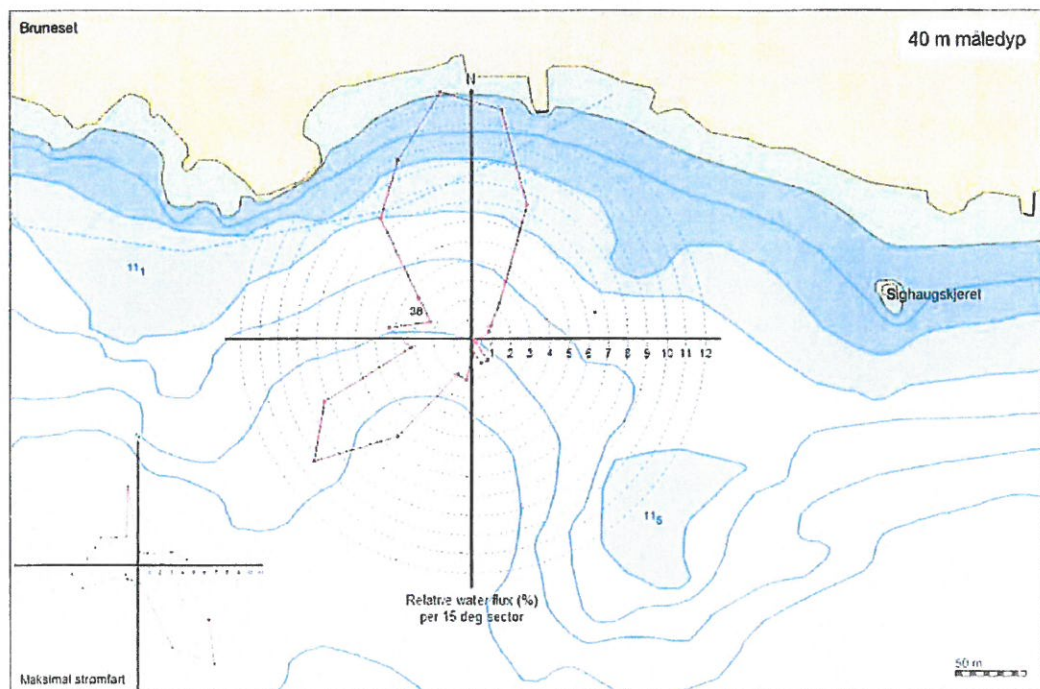 Bruneset
40 m måledyp
N
11₁
Sighaugskjeret
38
1 2 3 4 5 6 7 8 9 10 11 12
11₅
Relative water flux (%)
per 15 deg sector
50 m
Maksimal strømfart